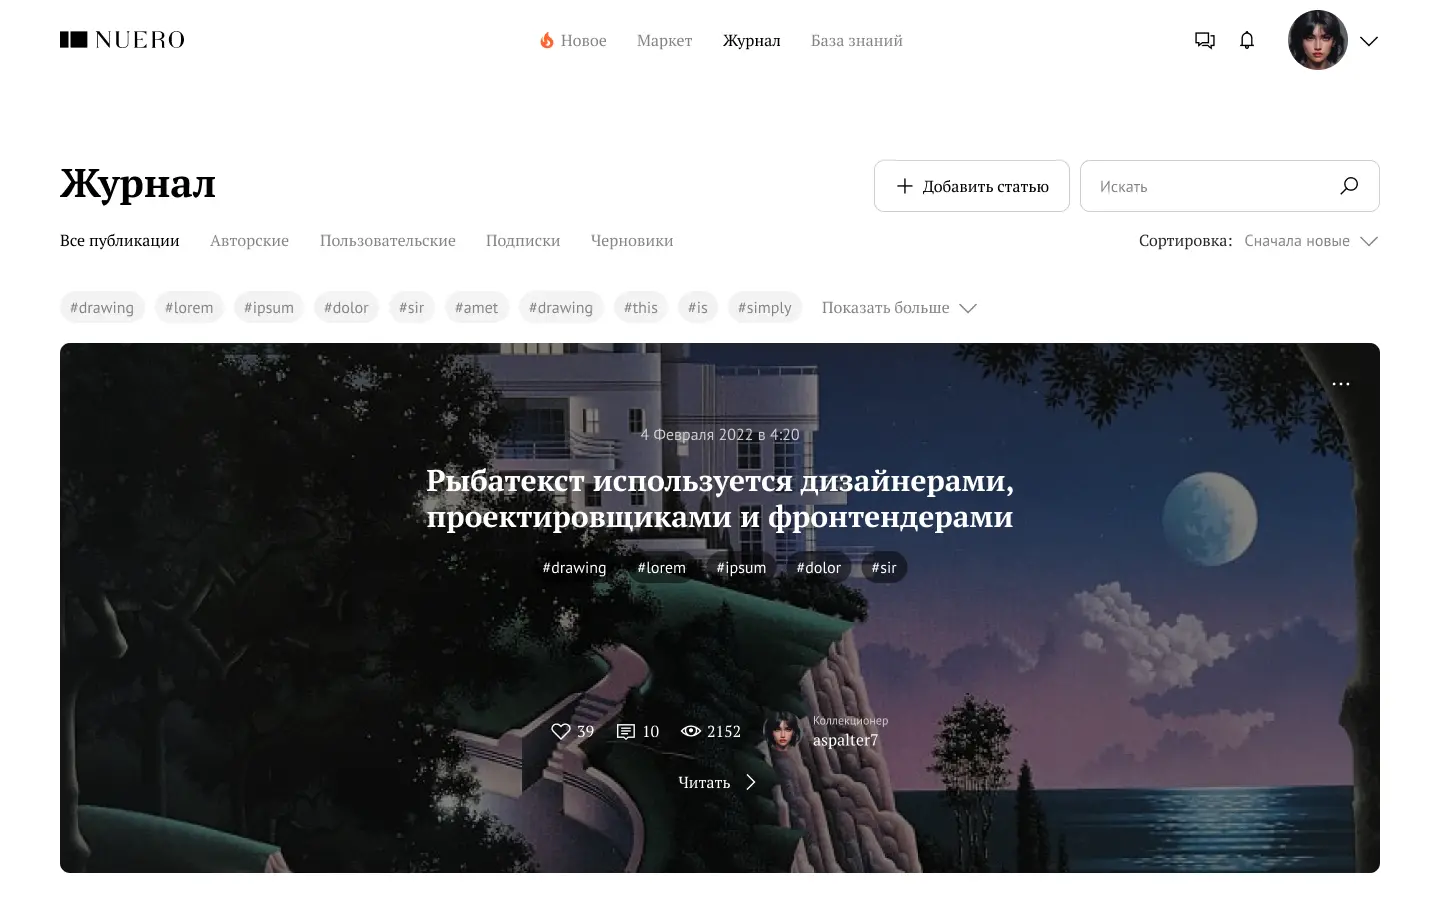 NUERO
Новое Маркет Журнал База знаний
Журнал
Добавить статью
Искать
Все публикации Авторские Пользовательские Подписки Черновики
Сортировка: Сначала новые
#drawing #lorem #ipsum #dolor #sir #amet #drawing #this #is #simply Показать больше
4 Февраля 2022 в 4:20
Рыбатекст используется дизайнерами,
проектировщиками и фронтендерами
#drawing #lorem #ipsum #dolor #sir
39 10 2152
Коллекционер
aspalter7
Читать